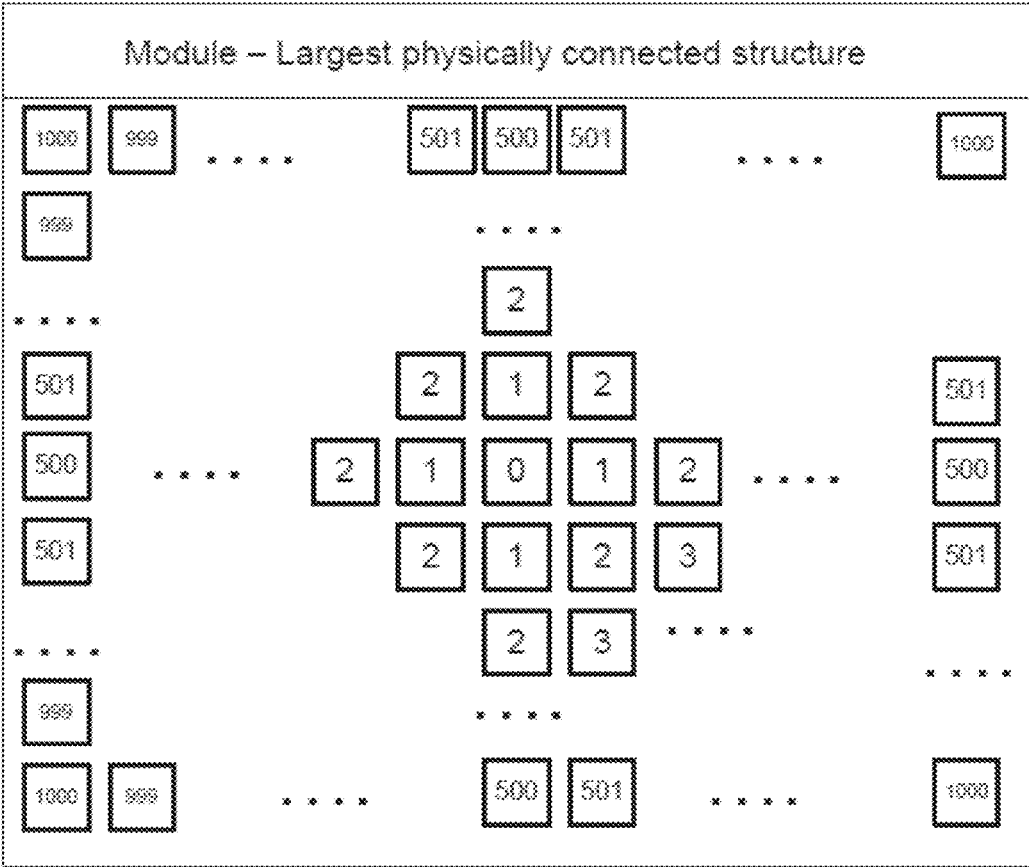 Module – Largest physically connected structure
1000 999 . . . . 501 500 501 . . . . 1000
999 . . . .
2
. . . .
501 2 1 2 501
500 . . . . 2 1 0 1 2 . . . . 500
501 2 1 2 3 501
. . . . 2 3 . . . .
. . . .
999 . . . .
1000 999 . . . . 500 501 . . . . 1000